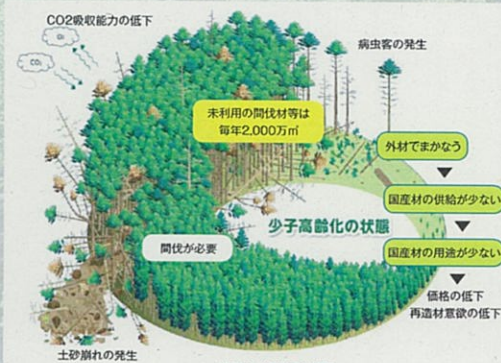 CO2吸収能力の低下
O₂
CO₂
病虫客の発生
未利用の間伐材等は
毎年2,000万㎥
外材でまかなう
国産材の供給が少ない
少子高齢化の状態
間伐が必要
国産材の用途が少ない
価格の低下
再造材意欲の低下
土砂崩れの発生